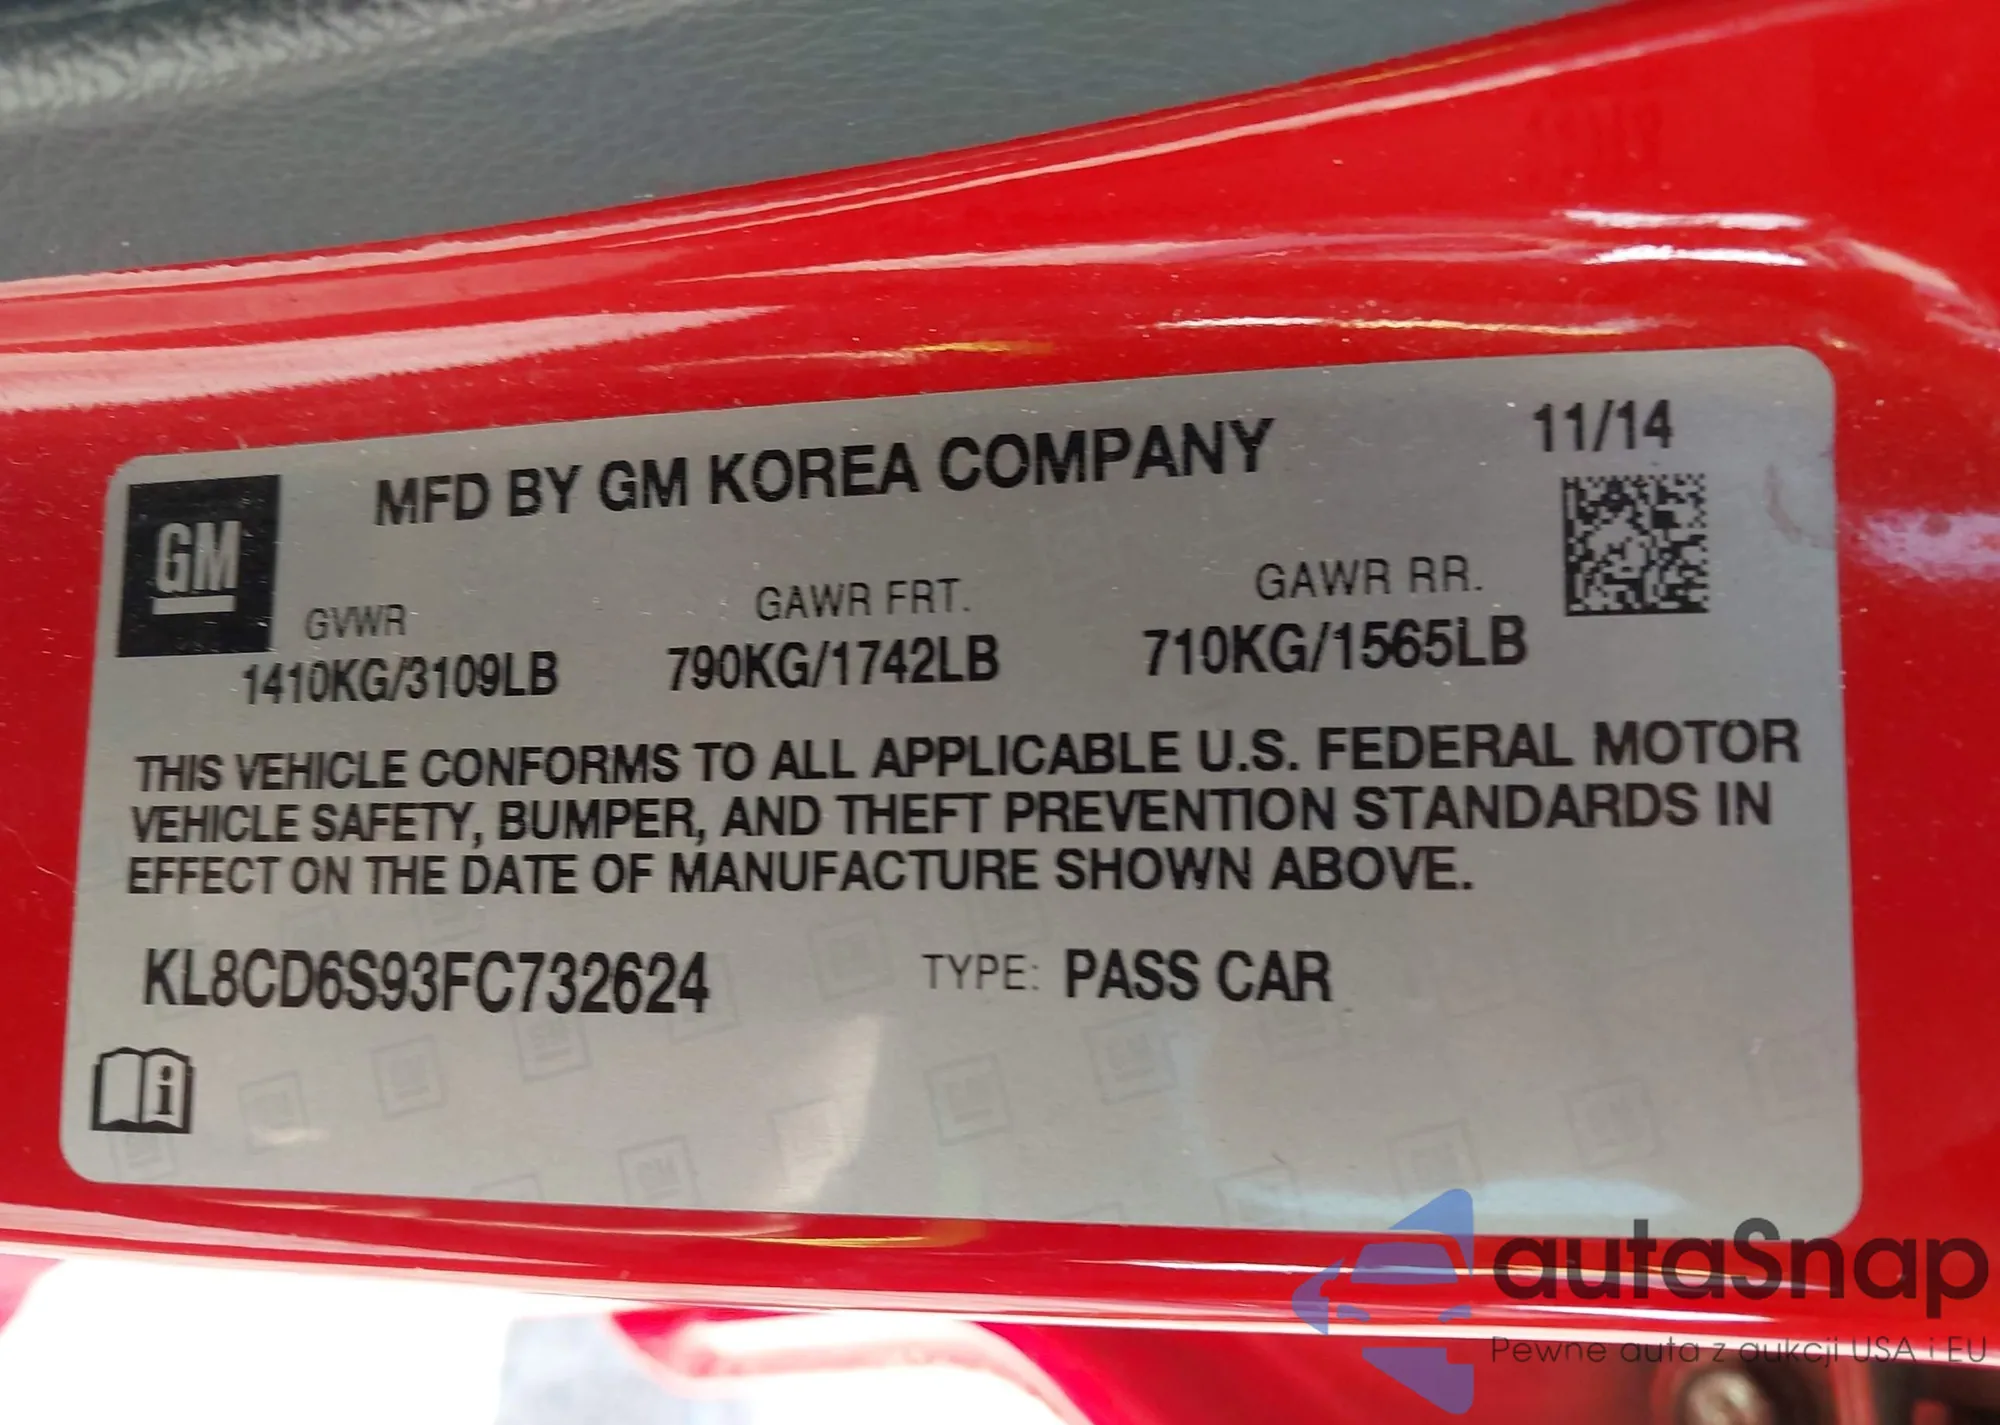 MFD BY GM KOREA COMPANY 11/14
GM
GVWR GAWR FRT. GAWR RR.
1410KG/3109LB 790KG/1742LB 710KG/1565LB
THIS VEHICLE CONFORMS TO ALL APPLICABLE U.S. FEDERAL MOTOR
VEHICLE SAFETY, BUMPER, AND THEFT PREVENTION STANDARDS IN
EFFECT ON THE DATE OF MANUFACTURE SHOWN ABOVE.
KL8CD6S93FC732624 TYPE: PASS CAR
i
autaSnap
Pewne auta z aukcji USA i EU